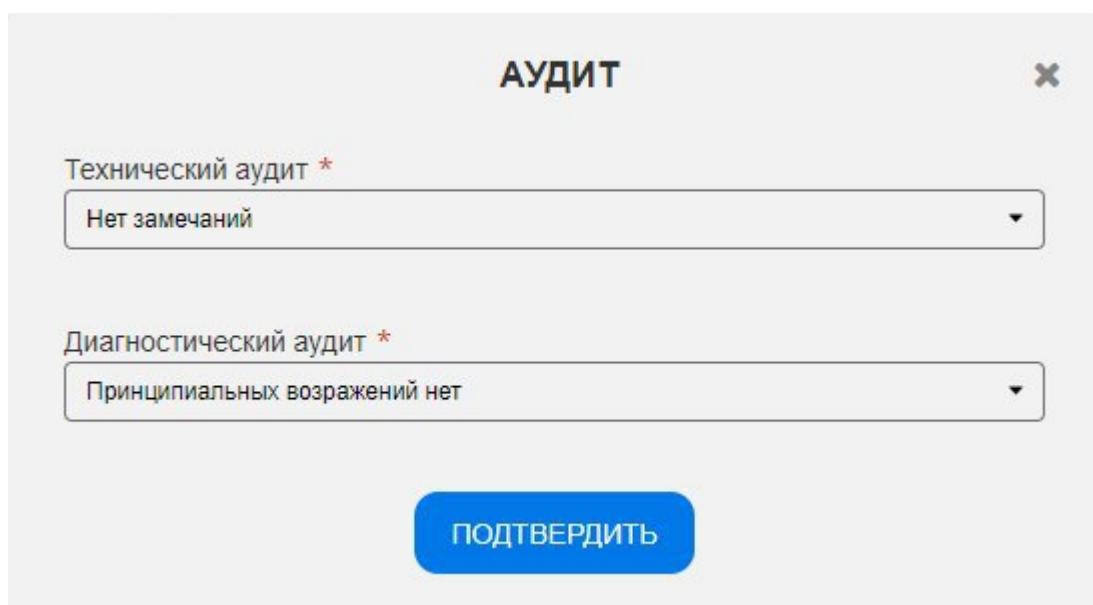 АУДИТ
Технический аудит *
Нет замечаний
Диагностический аудит *
Принципиальных возражений нет
ПОДТВЕРДИТЬ